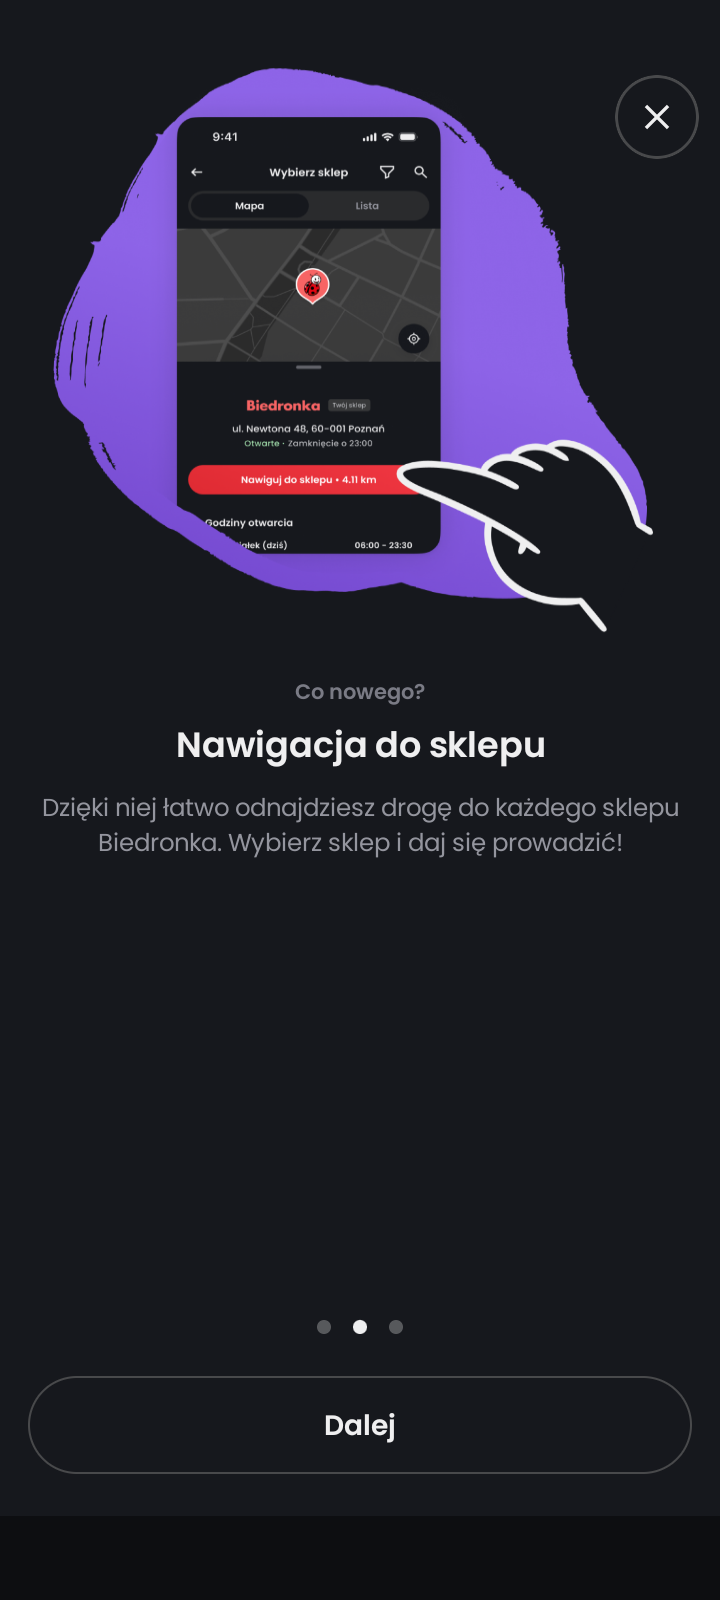 9:41
Wybierz sklep
Mapa Lista
Biedronka Twój sklep
ul. Newtona 48, 60-001 Poznań
Otwarte · Zamknięcie o 23:00
Nawiguj do sklepu • 4.11 km
Godziny otwarcia
(dziś) 06:00 - 23:30
Co nowego?
Nawigacja do sklepu
Dzięki niej łatwo odnajdziesz drogę do każdego sklepu
Biedronka. Wybierz sklep i daj się prowadzić!
Dalej